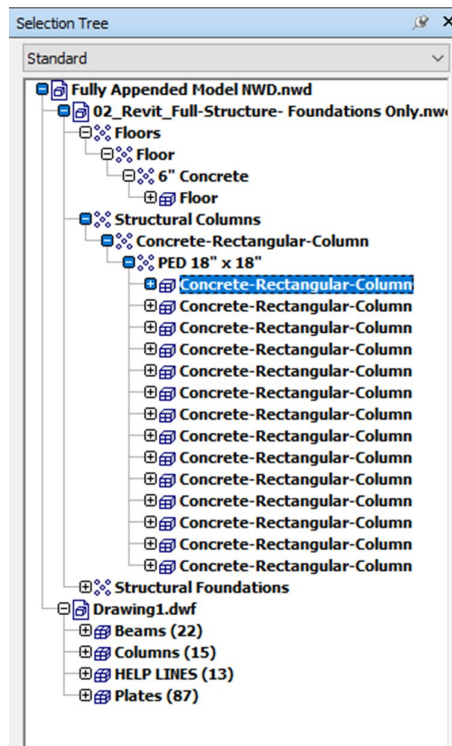 Selection Tree
Standard
Fully Appended Model NWD.nwd
02_Revit_Full-Structure- Foundations Only.nw
Floors
Floor
6" Concrete
Floor
Structural Columns
Concrete-Rectangular-Column
PED 18" x 18"
Concrete-Rectangular-Column
Concrete-Rectangular-Column
Concrete-Rectangular-Column
Concrete-Rectangular-Column
Concrete-Rectangular-Column
Concrete-Rectangular-Column
Concrete-Rectangular-Column
Concrete-Rectangular-Column
Concrete-Rectangular-Column
Concrete-Rectangular-Column
Concrete-Rectangular-Column
Concrete-Rectangular-Column
Concrete-Rectangular-Column
Concrete-Rectangular-Column
Structural Foundations
Drawing1.dwf
Beams (22)
Columns (15)
HELP LINES (13)
Plates (87)